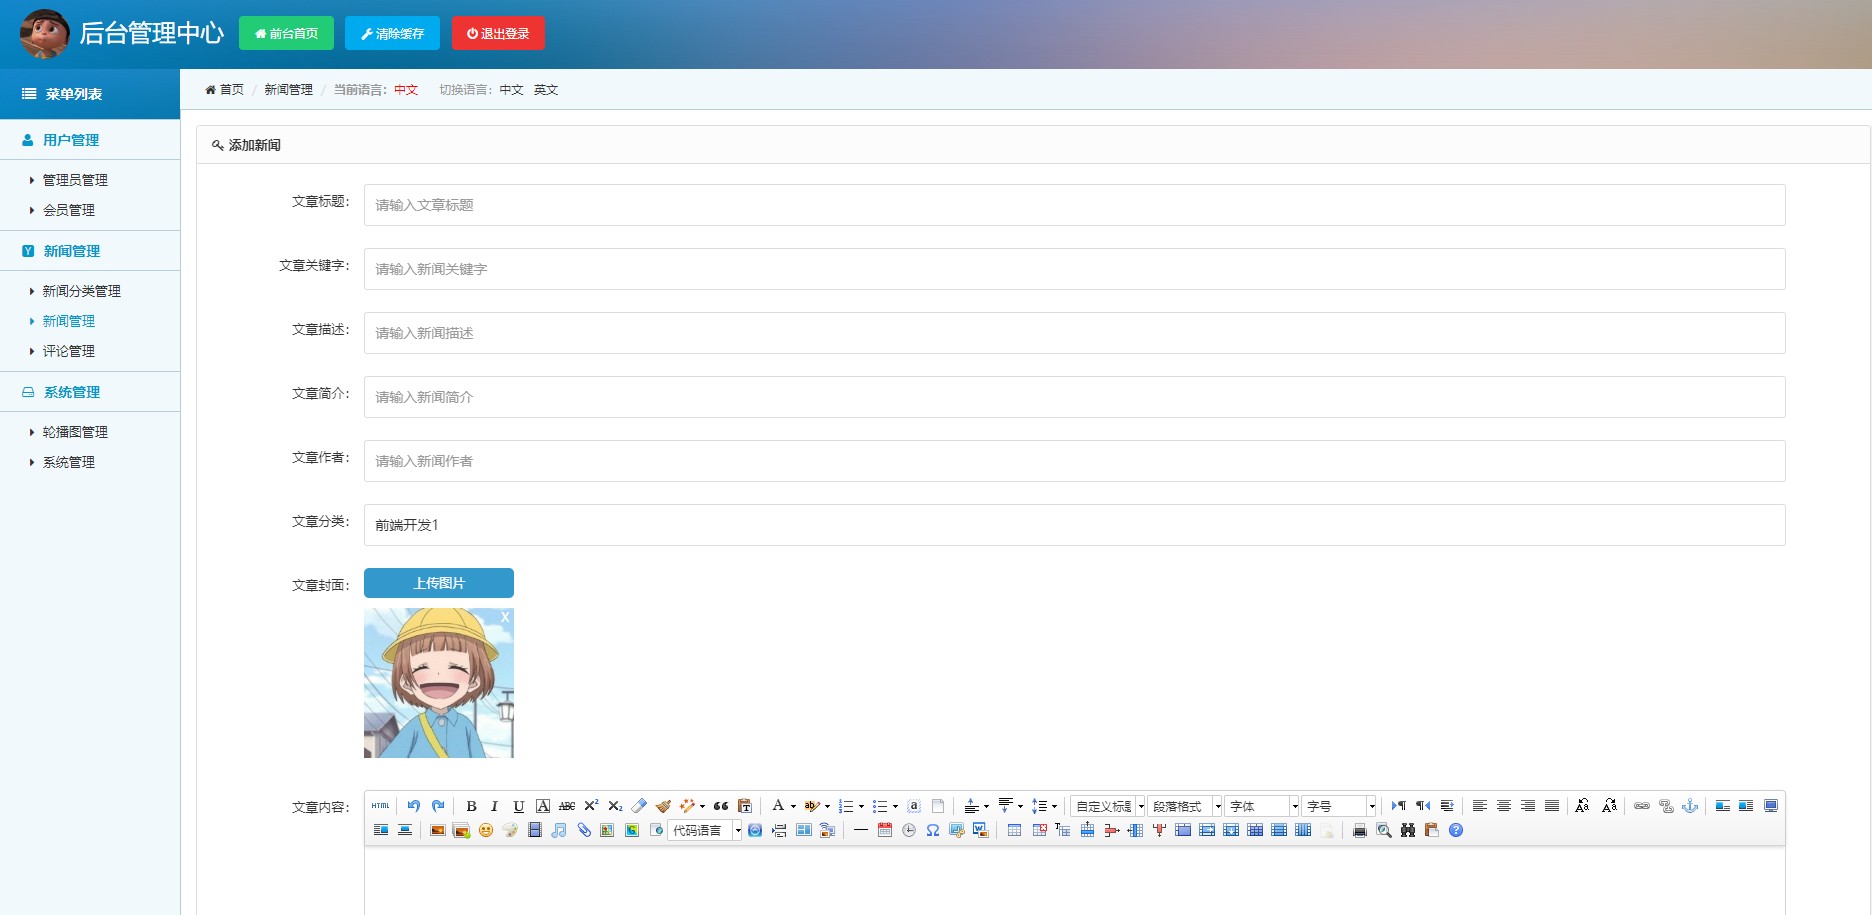 后台管理中心
前台首页
清除缓存
退出登录
菜单列表
首页 / 新闻管理 / 当前语言：中文 切换语言：中文 英文
用户管理
管理员管理
会员管理
新闻管理
新闻分类管理
新闻管理
评论管理
系统管理
轮播图管理
系统管理
添加新闻
文章标题：
请输入文章标题
文章关键字：
请输入新闻关键字
文章描述：
请输入新闻描述
文章简介：
请输入新闻简介
文章作者：
请输入新闻作者
文章分类：
前端开发1
文章封面：
上传图片
X
文章内容：
HTML B I U A ABC X² X₂ A 自定义标题 段落格式 字体 字号
代码语言